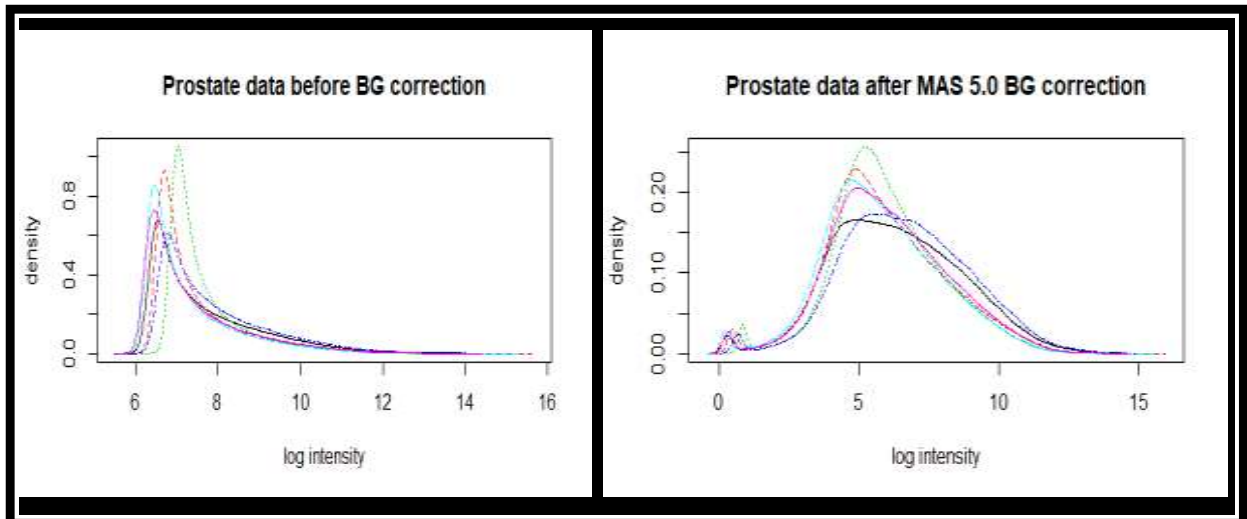 Prostate data before BG correction
density
0.0 0.4 0.8
6 8 10 12 14 16
log intensity
Prostate data after MAS 5.0 BG correction
density
0.00 0.10 0.20
0 5 10 15
log intensity